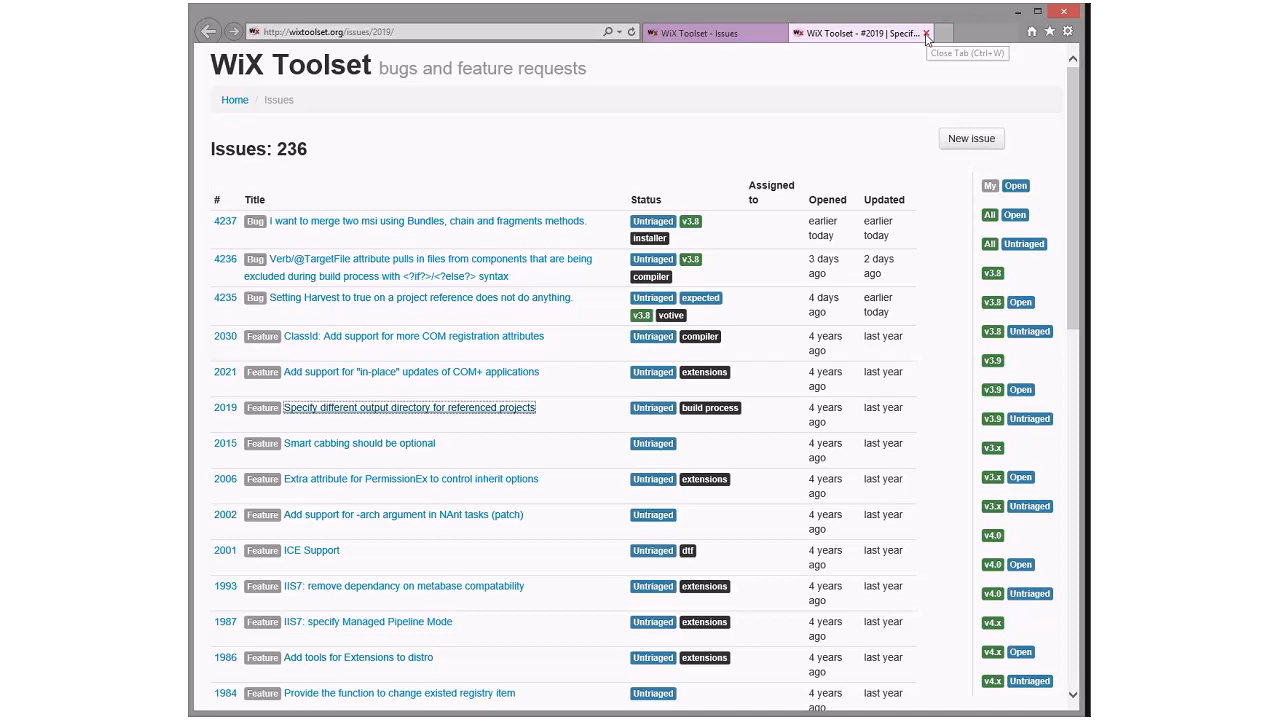 http://wixtoolset.org/issues/2019/
WiX Toolset - Issues
WiX Toolset - #2019 | Specif...
Close Tab (Ctrl+W)
WiX Toolset bugs and feature requests
Home / Issues
New issue
Issues: 236
# Title Status Assigned to Opened Updated
4237 Bug I want to merge two msi using Bundles, chain and fragments methods. Untriaged v3.8 installer earlier today earlier today
4236 Bug Verb/@TargetFile attribute pulls in files from components that are being excluded during build process with <?if?>/<?else?> syntax Untriaged v3.8 compiler 3 days ago 2 days ago
4235 Bug Setting Harvest to true on a project reference does not do anything. Untriaged expected v3.8 votive 4 days ago earlier today
2030 Feature ClassId: Add support for more COM registration attributes Untriaged compiler 4 years ago last year
2021 Feature Add support for "in-place" updates of COM+ applications Untriaged extensions 4 years ago last year
2019 Feature Specify different output directory for referenced projects Untriaged build process 4 years ago last year
2015 Feature Smart cabbing should be optional Untriaged 4 years ago last year
2006 Feature Extra attribute for PermissionEx to control inherit options Untriaged extensions 4 years ago last year
2002 Feature Add support for -arch argument in NAnt tasks (patch) Untriaged 4 years ago last year
2001 Feature ICE Support Untriaged dtf 4 years ago last year
1993 Feature IIS7: remove dependancy on metabase compatability Untriaged extensions 4 years ago last year
1987 Feature IIS7: specify Managed Pipeline Mode Untriaged extensions 4 years ago last year
1986 Feature Add tools for Extensions to distro Untriaged extensions 4 years ago last year
1984 Feature Provide the function to change existed registry item Untriaged 4 years ago last year
My Open
All Open
All Untriaged
v3.8
v3.8 Open
v3.8 Untriaged
v3.9
v3.9 Open
v3.9 Untriaged
v3.x
v3.x Open
v3.x Untriaged
v4.0
v4.0 Open
v4.0 Untriaged
v4.x
v4.x Open
v4.x Untriaged